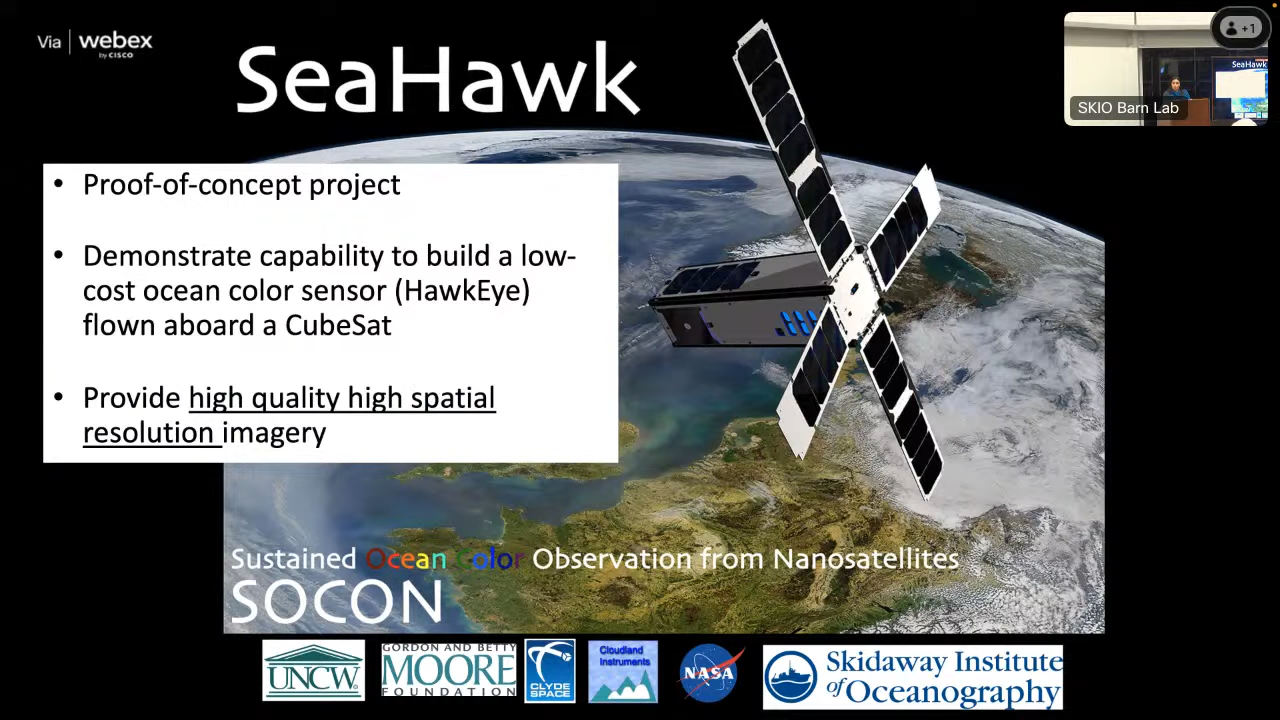 Via webex
by CISCO
SeaHawk
+1
SeaHawk
SKIO Barn Lab
• Proof-of-concept project
• Demonstrate capability to build a low-
cost ocean color sensor (HawkEye)
flown aboard a CubeSat
• Provide high quality high spatial
resolution imagery
Sustained Ocean Color Observation from Nanosatellites
SOCON
UNCW
GORDON AND BETTY
MOORE
FOUNDATION
CLYDE
SPACE
Cloudland
Instruments
NASA
Skidaway Institute
of Oceanography